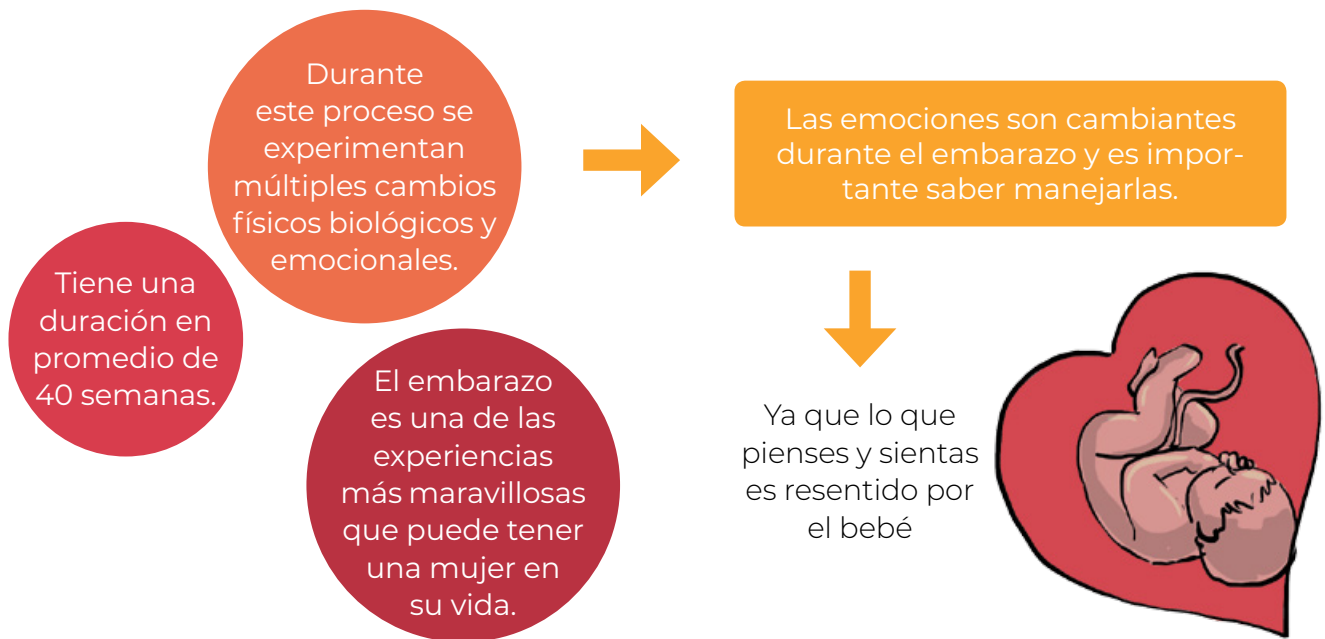 Durante
este proceso se
experimentan
múltiples cambios
físicos biológicos y
emocionales.
Las emociones son cambiantes
durante el embarazo y es impor-
tante saber manejarlas.
Tiene una
duración en
promedio de
40 semanas.
El embarazo
es una de las
experiencias
más maravillosas
que puede tener
una mujer en
su vida.
Ya que lo que
pienses y sientas
es resentido por
el bebé